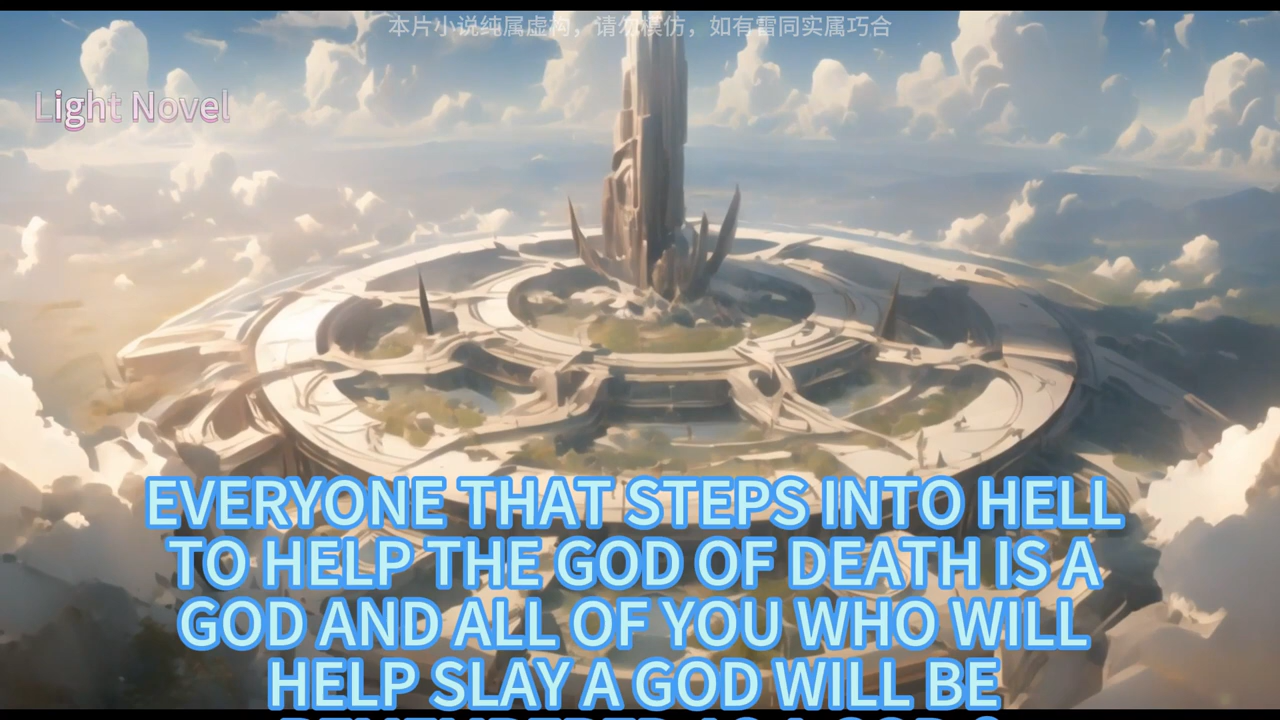 本片小说纯属虚构，请勿模仿，如有雷同实属巧合
Light Novel
EVERYONE THAT STEPS INTO HELL
TO HELP THE GOD OF DEATH IS A
GOD AND ALL OF YOU WHO WILL
HELP SLAY A GOD WILL BE